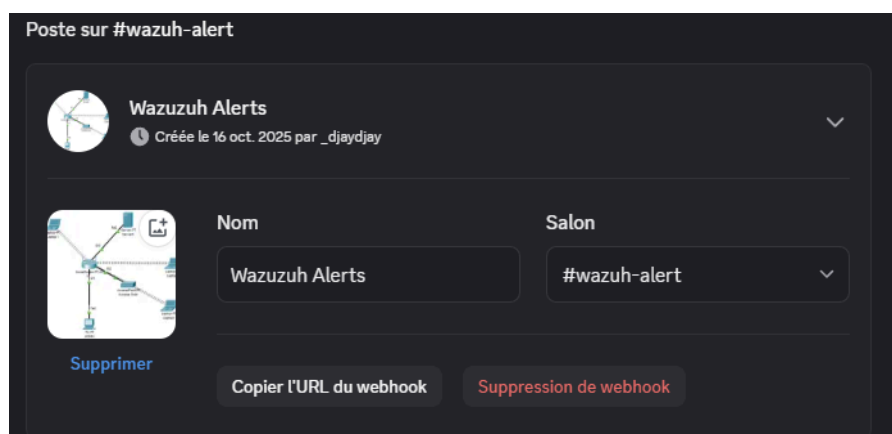 Poste sur #wazuh-alert
Wazuzuh Alerts
Créée le 16 oct. 2025 par _djaydjay
Nom
Salon
Wazuzuh Alerts
#wazuh-alert
Supprimer
Copier l'URL du webhook
Suppression de webhook